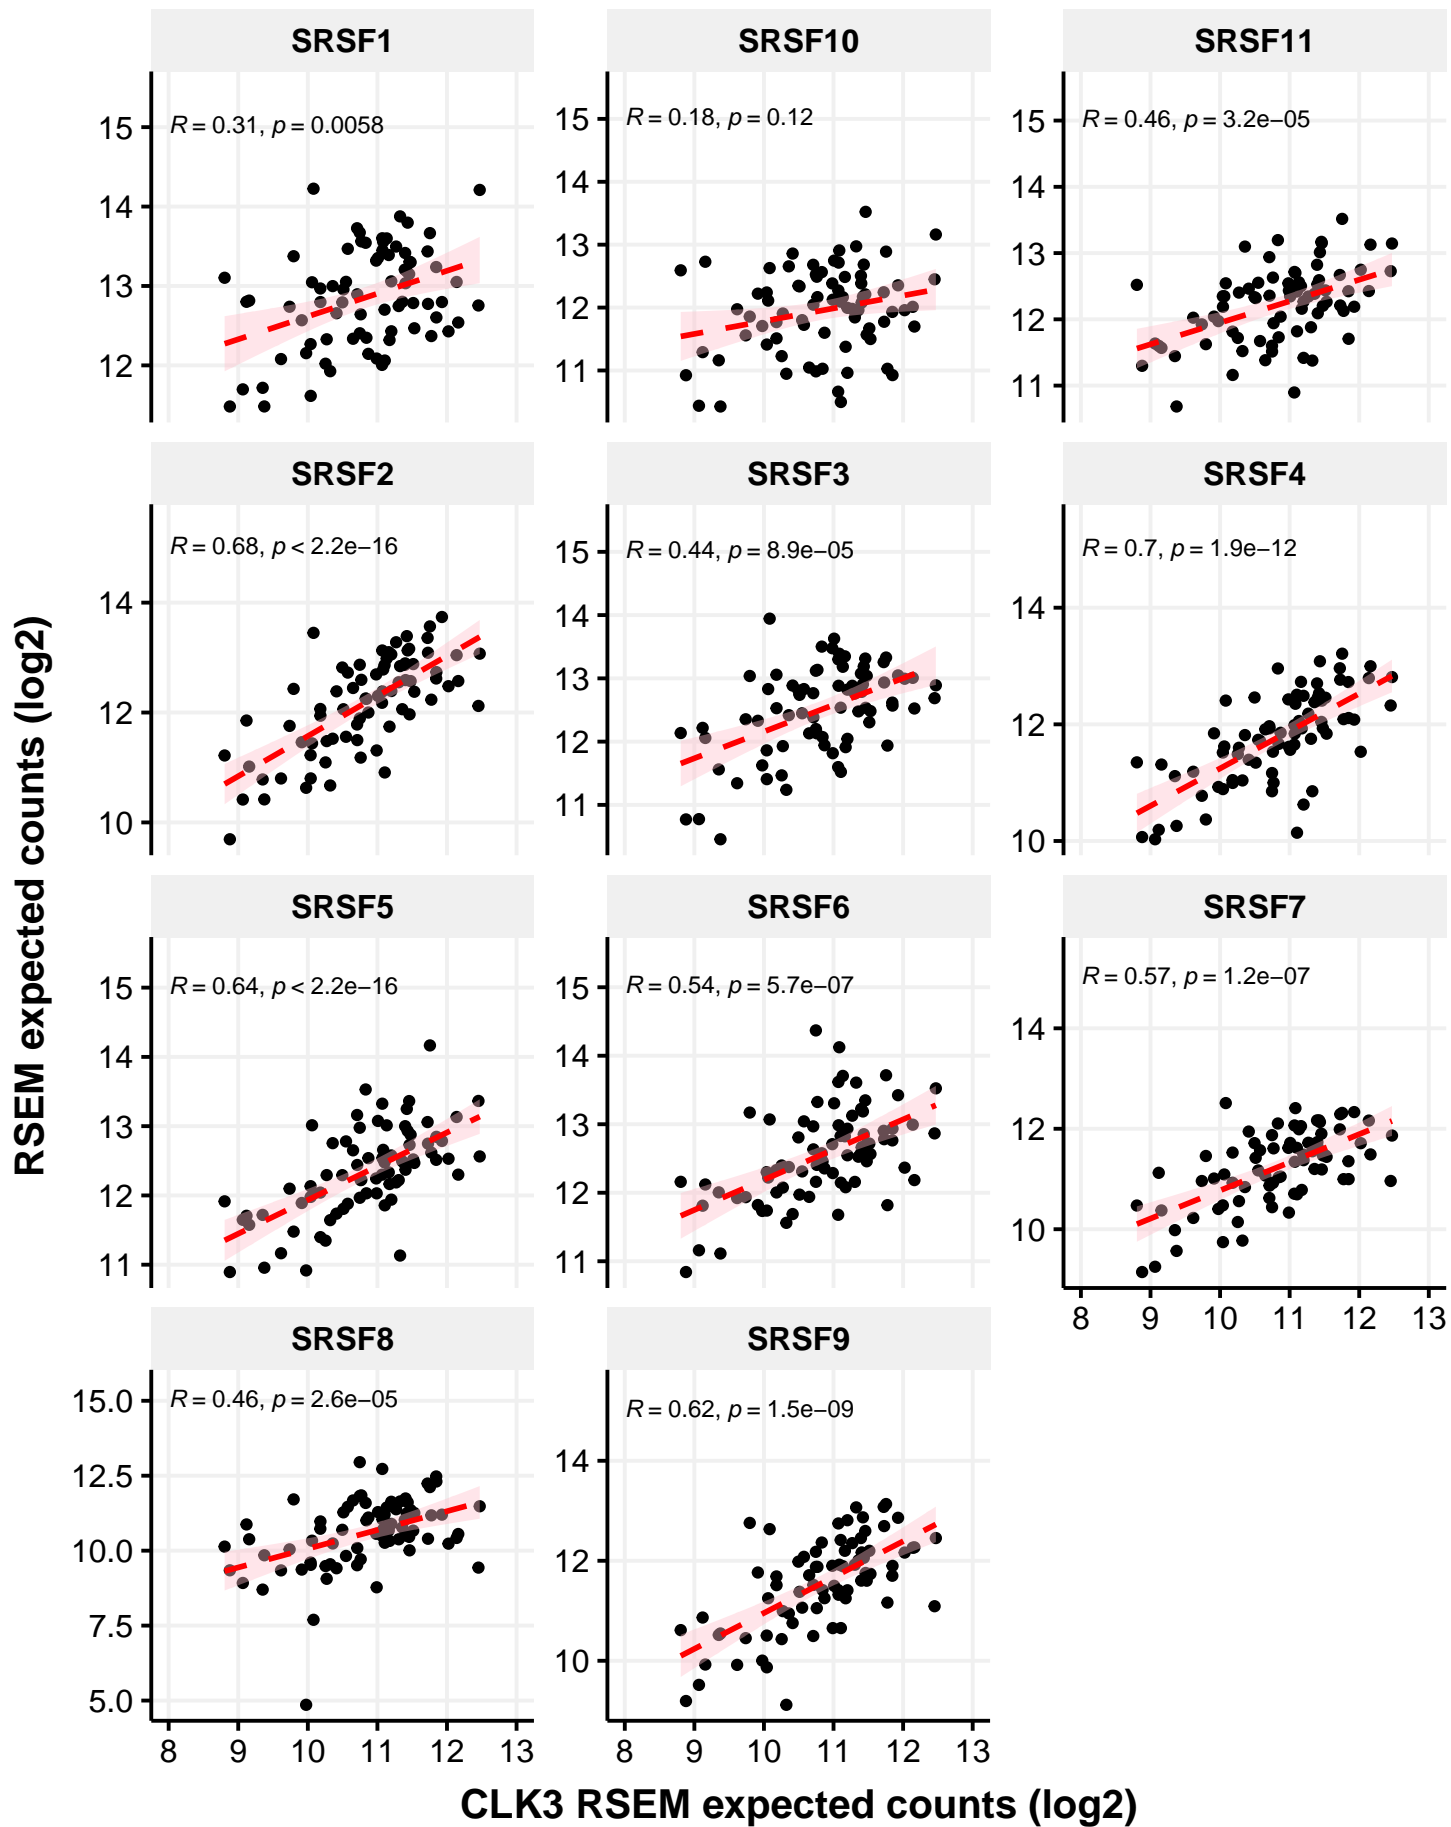 SRSF1
SRSF10
SRSF11
R = 0.31, p = 0.0058
R = 0.18, p = 0.12
R = 0.46, p = 3.2e−05
15
14
13
12
15
14
13
12
11
15
14
13
12
11
SRSF2
SRSF3
SRSF4
R = 0.68, p < 2.2e−16
R = 0.44, p = 8.9e−05
R = 0.7, p = 1.9e−12
14
12
10
15
14
13
12
11
14
12
10
SRSF5
SRSF6
SRSF7
R = 0.64, p < 2.2e−16
R = 0.54, p = 5.7e−07
R = 0.57, p = 1.2e−07
15
14
13
12
11
15
14
13
12
11
14
12
10
8 9 10 11 12 13
SRSF8
SRSF9
R = 0.46, p = 2.6e−05
R = 0.62, p = 1.5e−09
15.0
12.5
10.0
7.5
5.0
14
12
10
8 9 10 11 12 13
8 9 10 11 12 13
RSEM expected counts (log2)
CLK3 RSEM expected counts (log2)